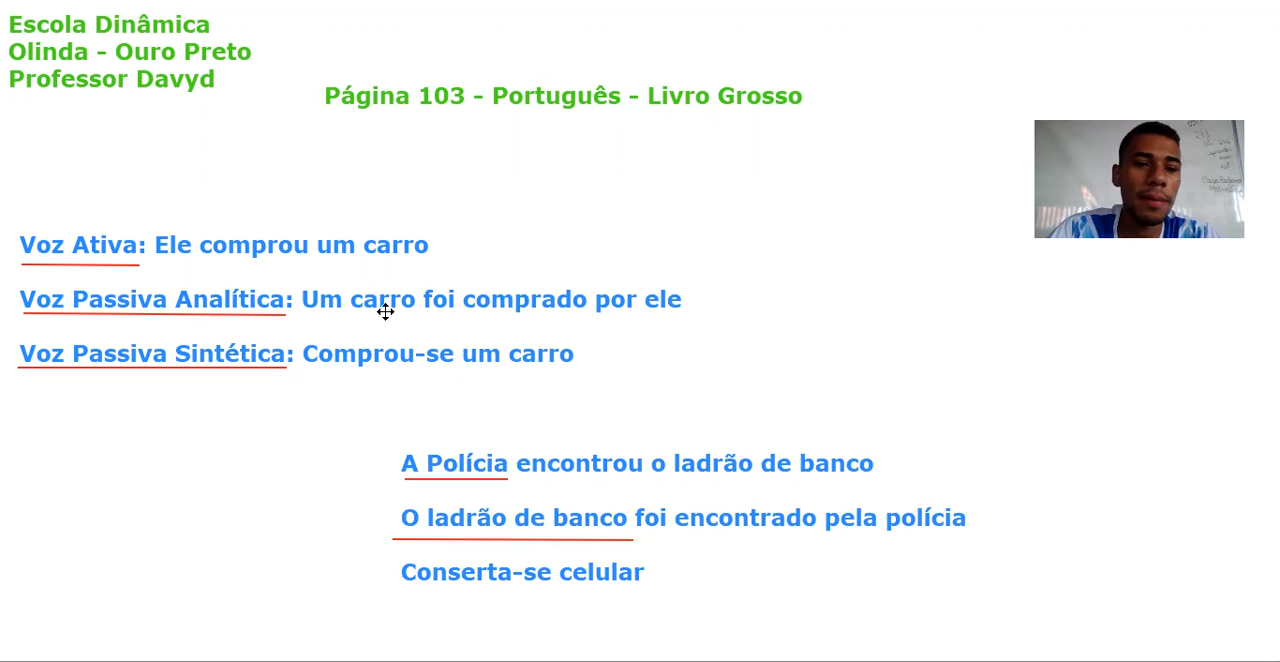 Escola Dinâmica
Olinda - Ouro Preto
Professor Davyd
Página 103 - Português - Livro Grosso
Voz Ativa: Ele comprou um carro
Voz Passiva Analítica: Um carro foi comprado por ele
Voz Passiva Sintética: Comprou-se um carro
A Polícia encontrou o ladrão de banco
O ladrão de banco foi encontrado pela polícia
Conserta-se celular